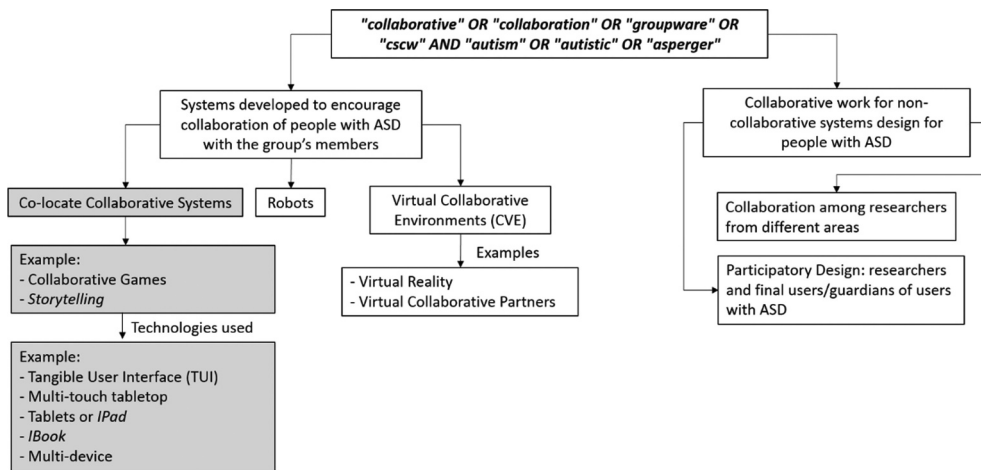 "collaborative" OR "collaboration" OR "groupware" OR
"cscw" AND "autism" OR "autistic" OR "asperger"
Systems developed to encourage
collaboration of people with ASD
with the group's members
Collaborative work for non-
collaborative systems design for
people with ASD
Co-locate Collaborative Systems
Robots
Virtual Collaborative
Environments (CVE)
Collaboration among researchers
from different areas
Example:
- Collaborative Games
- Storytelling
Examples
- Virtual Reality
- Virtual Collaborative Partners
Participatory Design: researchers
and final users/guardians of users
with ASD
Technologies used
Example:
- Tangible User Interface (TUI)
- Multi-touch tabletop
- Tablets or IPad
- IBook
- Multi-device